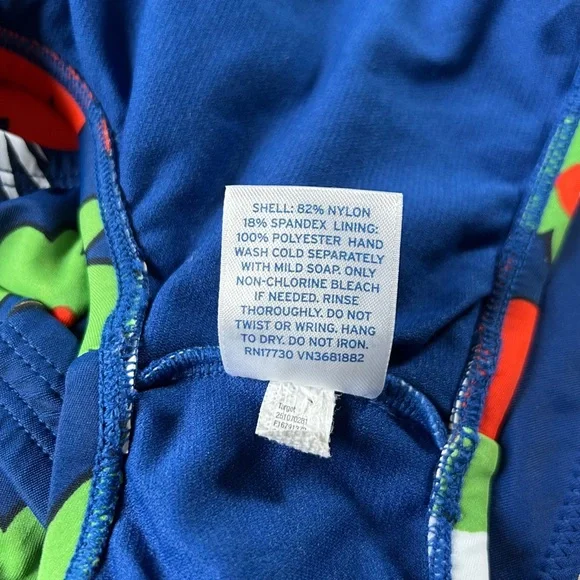 SHELL: 82% NYLON
18% SPANDEX LINING:
100% POLYESTER HAND
WASH COLD SEPARATELY
WITH MILD SOAP. ONLY
NON-CHLORINE BLEACH
IF NEEDED. RINSE
THOROUGHLY. DO NOT
TWIST OR WRING. HANG
TO DRY. DO NOT IRON.
RN17730 VN3681882
Target